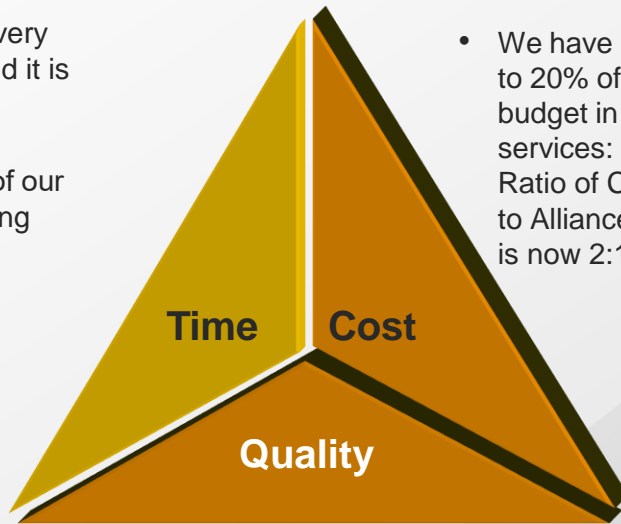 very
d it is
of our
ng
• We have
to 20% of
budget in
services:
Ratio of C
to Alliance
is now 2:1
Time
Cost
Quality